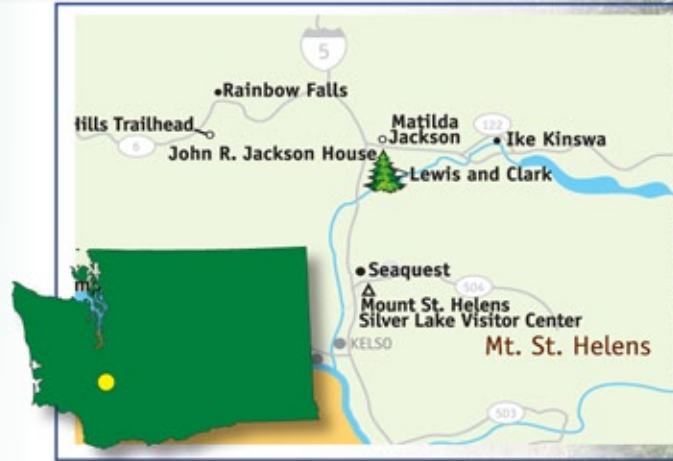 5
Rainbow Falls
Hills Trailhead
6
Matilda
Jackson
122
Ike Kinswa
John R. Jackson House
Lewis and Clark
Seaquest
504
Mount St. Helens
Silver Lake Visitor Center
KELSO
Mt. St. Helens
503